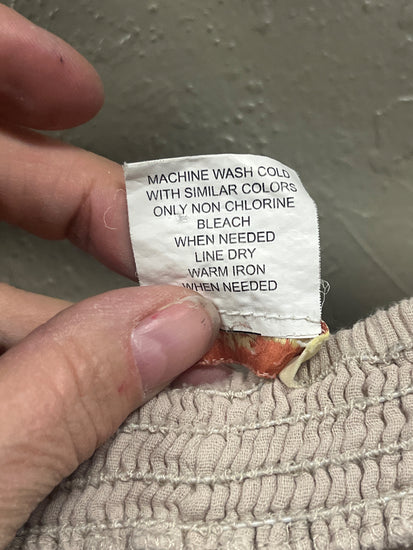 MACHINE WASH COLD
WITH SIMILAR COLORS
ONLY NON CHLORINE
BLEACH
WHEN NEEDED
LINE DRY
WARM IRON
WHEN NEEDED